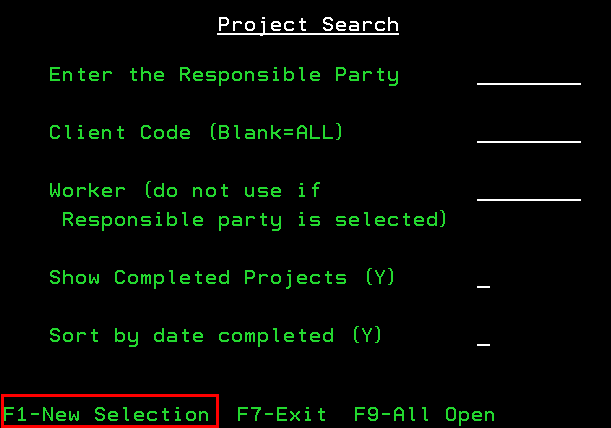 Project Search
Enter the Responsible Party
Client Code (Blank=ALL)
Worker (do not use if
Responsible party is selected)
Show Completed Projects (Y)
Sort by date completed (Y)
F1-New Selection F7-Exit F9-All Open